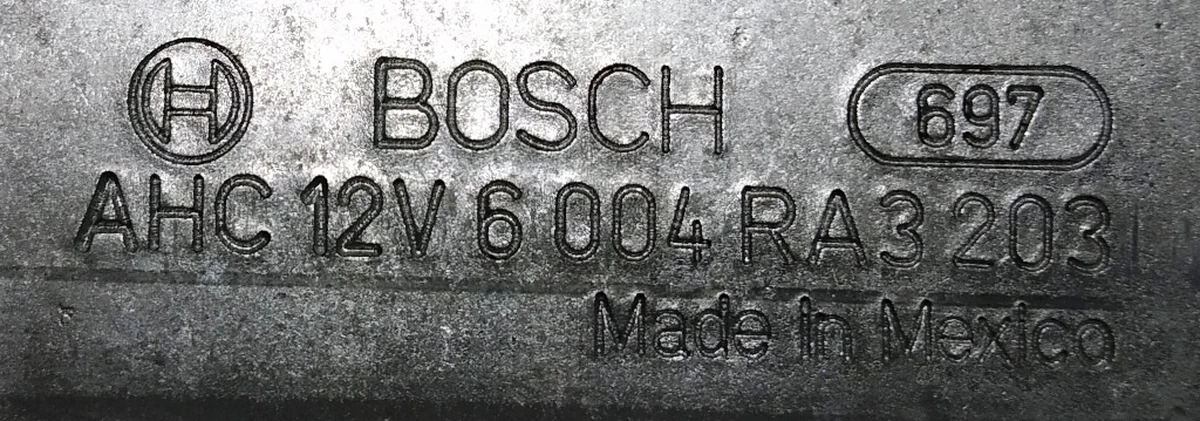 BOSCH 697
AHC 12V 6 004 RA3 203
Made in Mexico